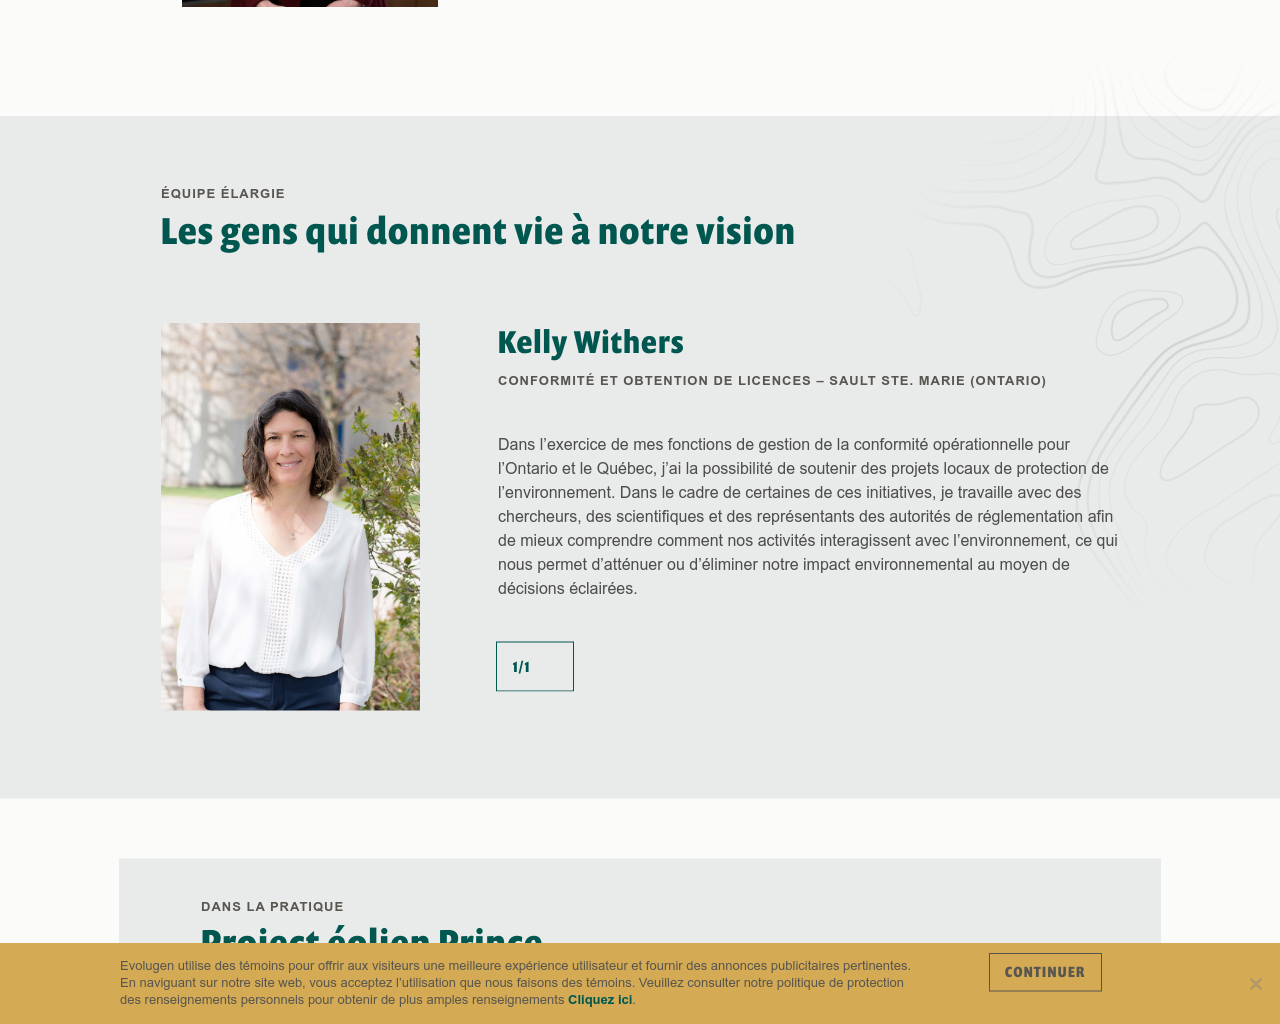 ÉQUIPE ÉLARGIE
Les gens qui donnent vie à notre vision
Kelly Withers
CONFORMITÉ ET OBTENTION DE LICENCES – SAULT STE. MARIE (ONTARIO)
Dans l’exercice de mes fonctions de gestion de la conformité opérationnelle pour
l’Ontario et le Québec, j’ai la possibilité de soutenir des projets locaux de protection de
l’environnement. Dans le cadre de certaines de ces initiatives, je travaille avec des
chercheurs, des scientifiques et des représentants des autorités de réglementation afin
de mieux comprendre comment nos activités interagissent avec l’environnement, ce qui
nous permet d’atténuer ou d’éliminer notre impact environnemental au moyen de
décisions éclairées.
1/1
DANS LA PRATIQUE
Project éolien Prince
Evolugen utilise des témoins pour offrir aux visiteurs une meilleure expérience utilisateur et fournir des annonces publicitaires pertinentes.
En naviguant sur notre site web, vous acceptez l’utilisation que nous faisons des témoins. Veuillez consulter notre politique de protection
des renseignements personnels pour obtenir de plus amples renseignements Cliquez ici.
CONTINUER